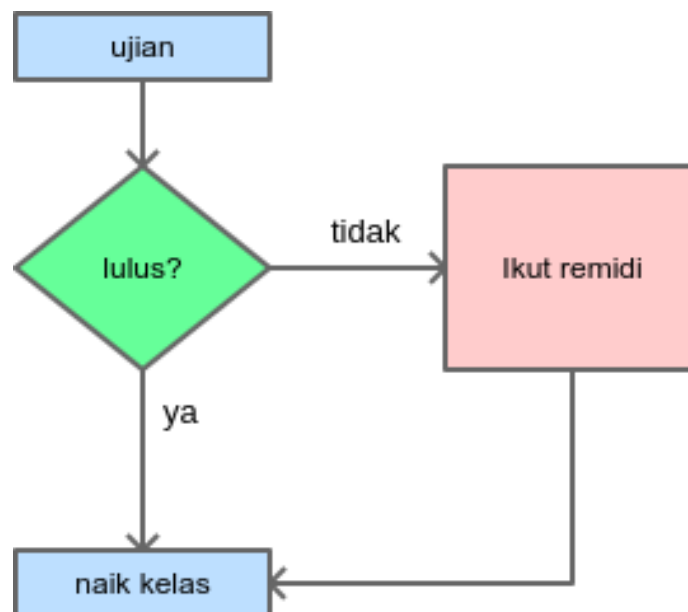 ujian
lulus?
tidak
Ikut remidi
ya
naik kelas